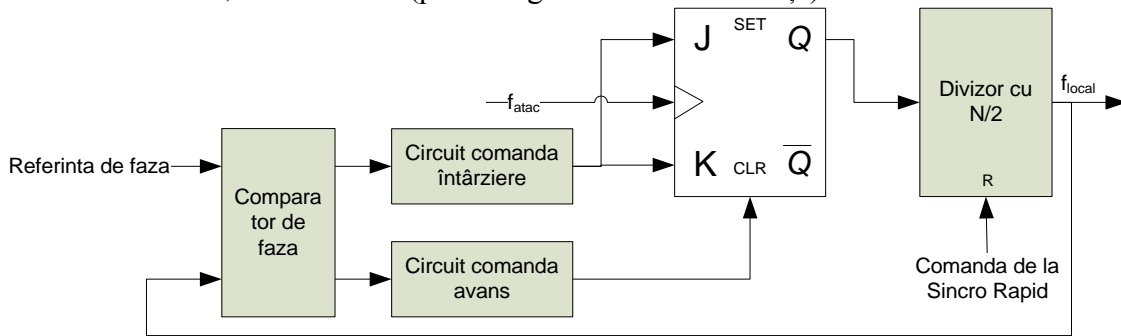 J SET Q
f_atac
K CLR Q̅
Divizor cu
N/2
R
f_local
Referinta de faza
Compara
tor de
faza
Circuit comanda
întârziere
Circuit comanda
avans
Comanda de la
Sincro Rapid